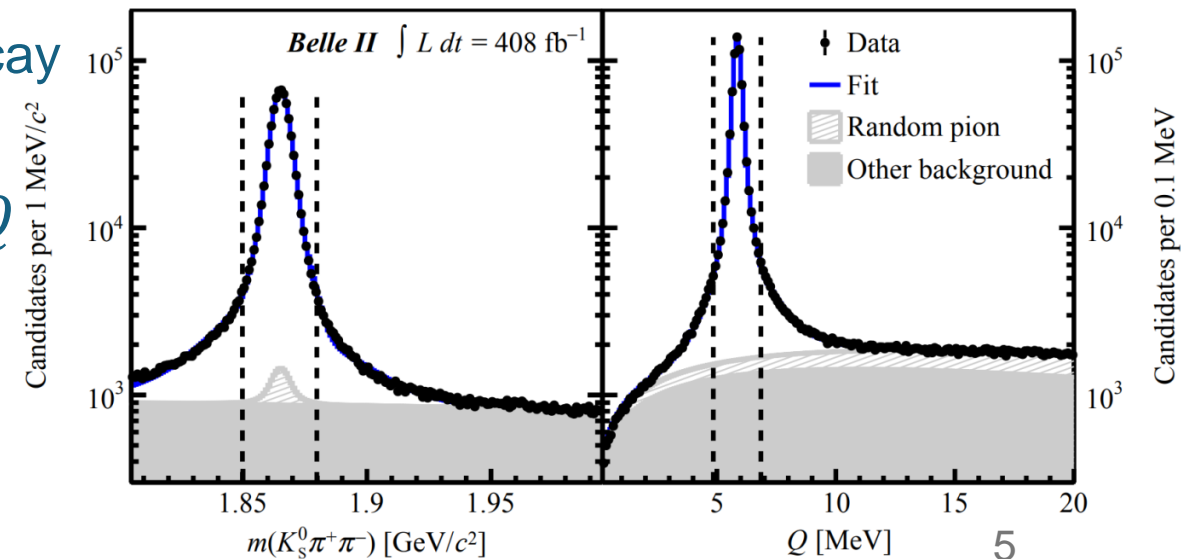 cay
Q
Candidates per 1 MeV/c²
10⁵
10⁴
10³
Belle II ∫ L dt = 408 fb⁻¹
1.85 1.9 1.95
m(K⁰_S π⁺π⁻) [GeV/c²]
Data
Fit
Random pion
Other background
5 10 15 20
Q [MeV]
10⁵
10⁴
10³
Candidates per 0.1 MeV
5